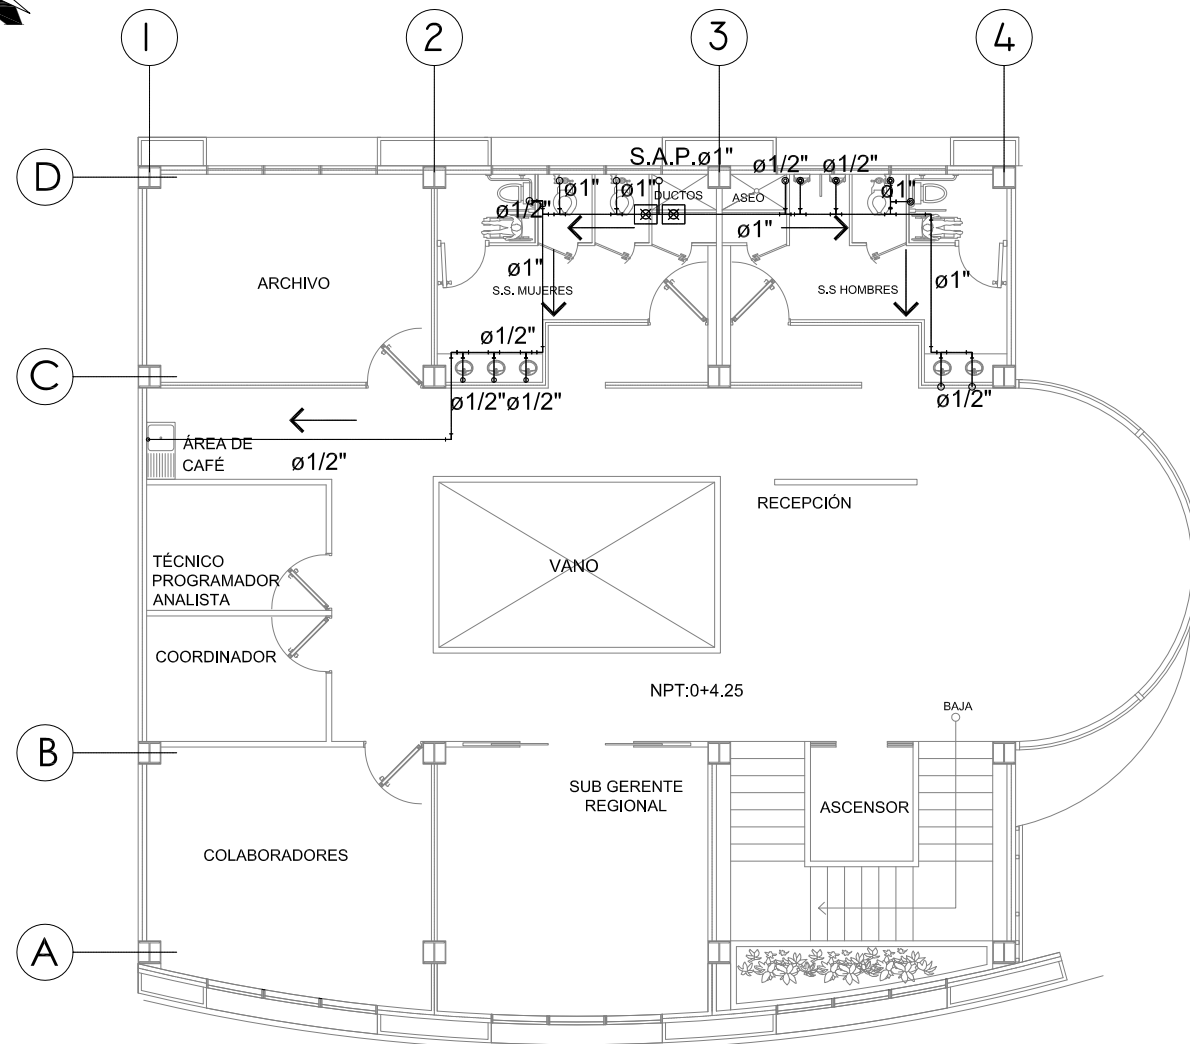 1
2
3
4
S.A.P.ø1"
ø1/2"
ø1/2"
D
ø1"
ø1"
DUCTOS
ASEO
ø1"
ø1/2"
ø1"
ø1"
ø1"
ARCHIVO
S.S. MUJERES
S.S HOMBRES
ø1/2"
C
ø1/2"
ø1/2"
ø1/2"
ÁREA DE
CAFÉ
ø1/2"
RECEPCIÓN
TÉCNICO
PROGRAMADOR
ANALISTA
VANO
COORDINADOR
NPT:0+4.25
BAJA
B
SUB GERENTE
REGIONAL
ASCENSOR
COLABORADORES
A